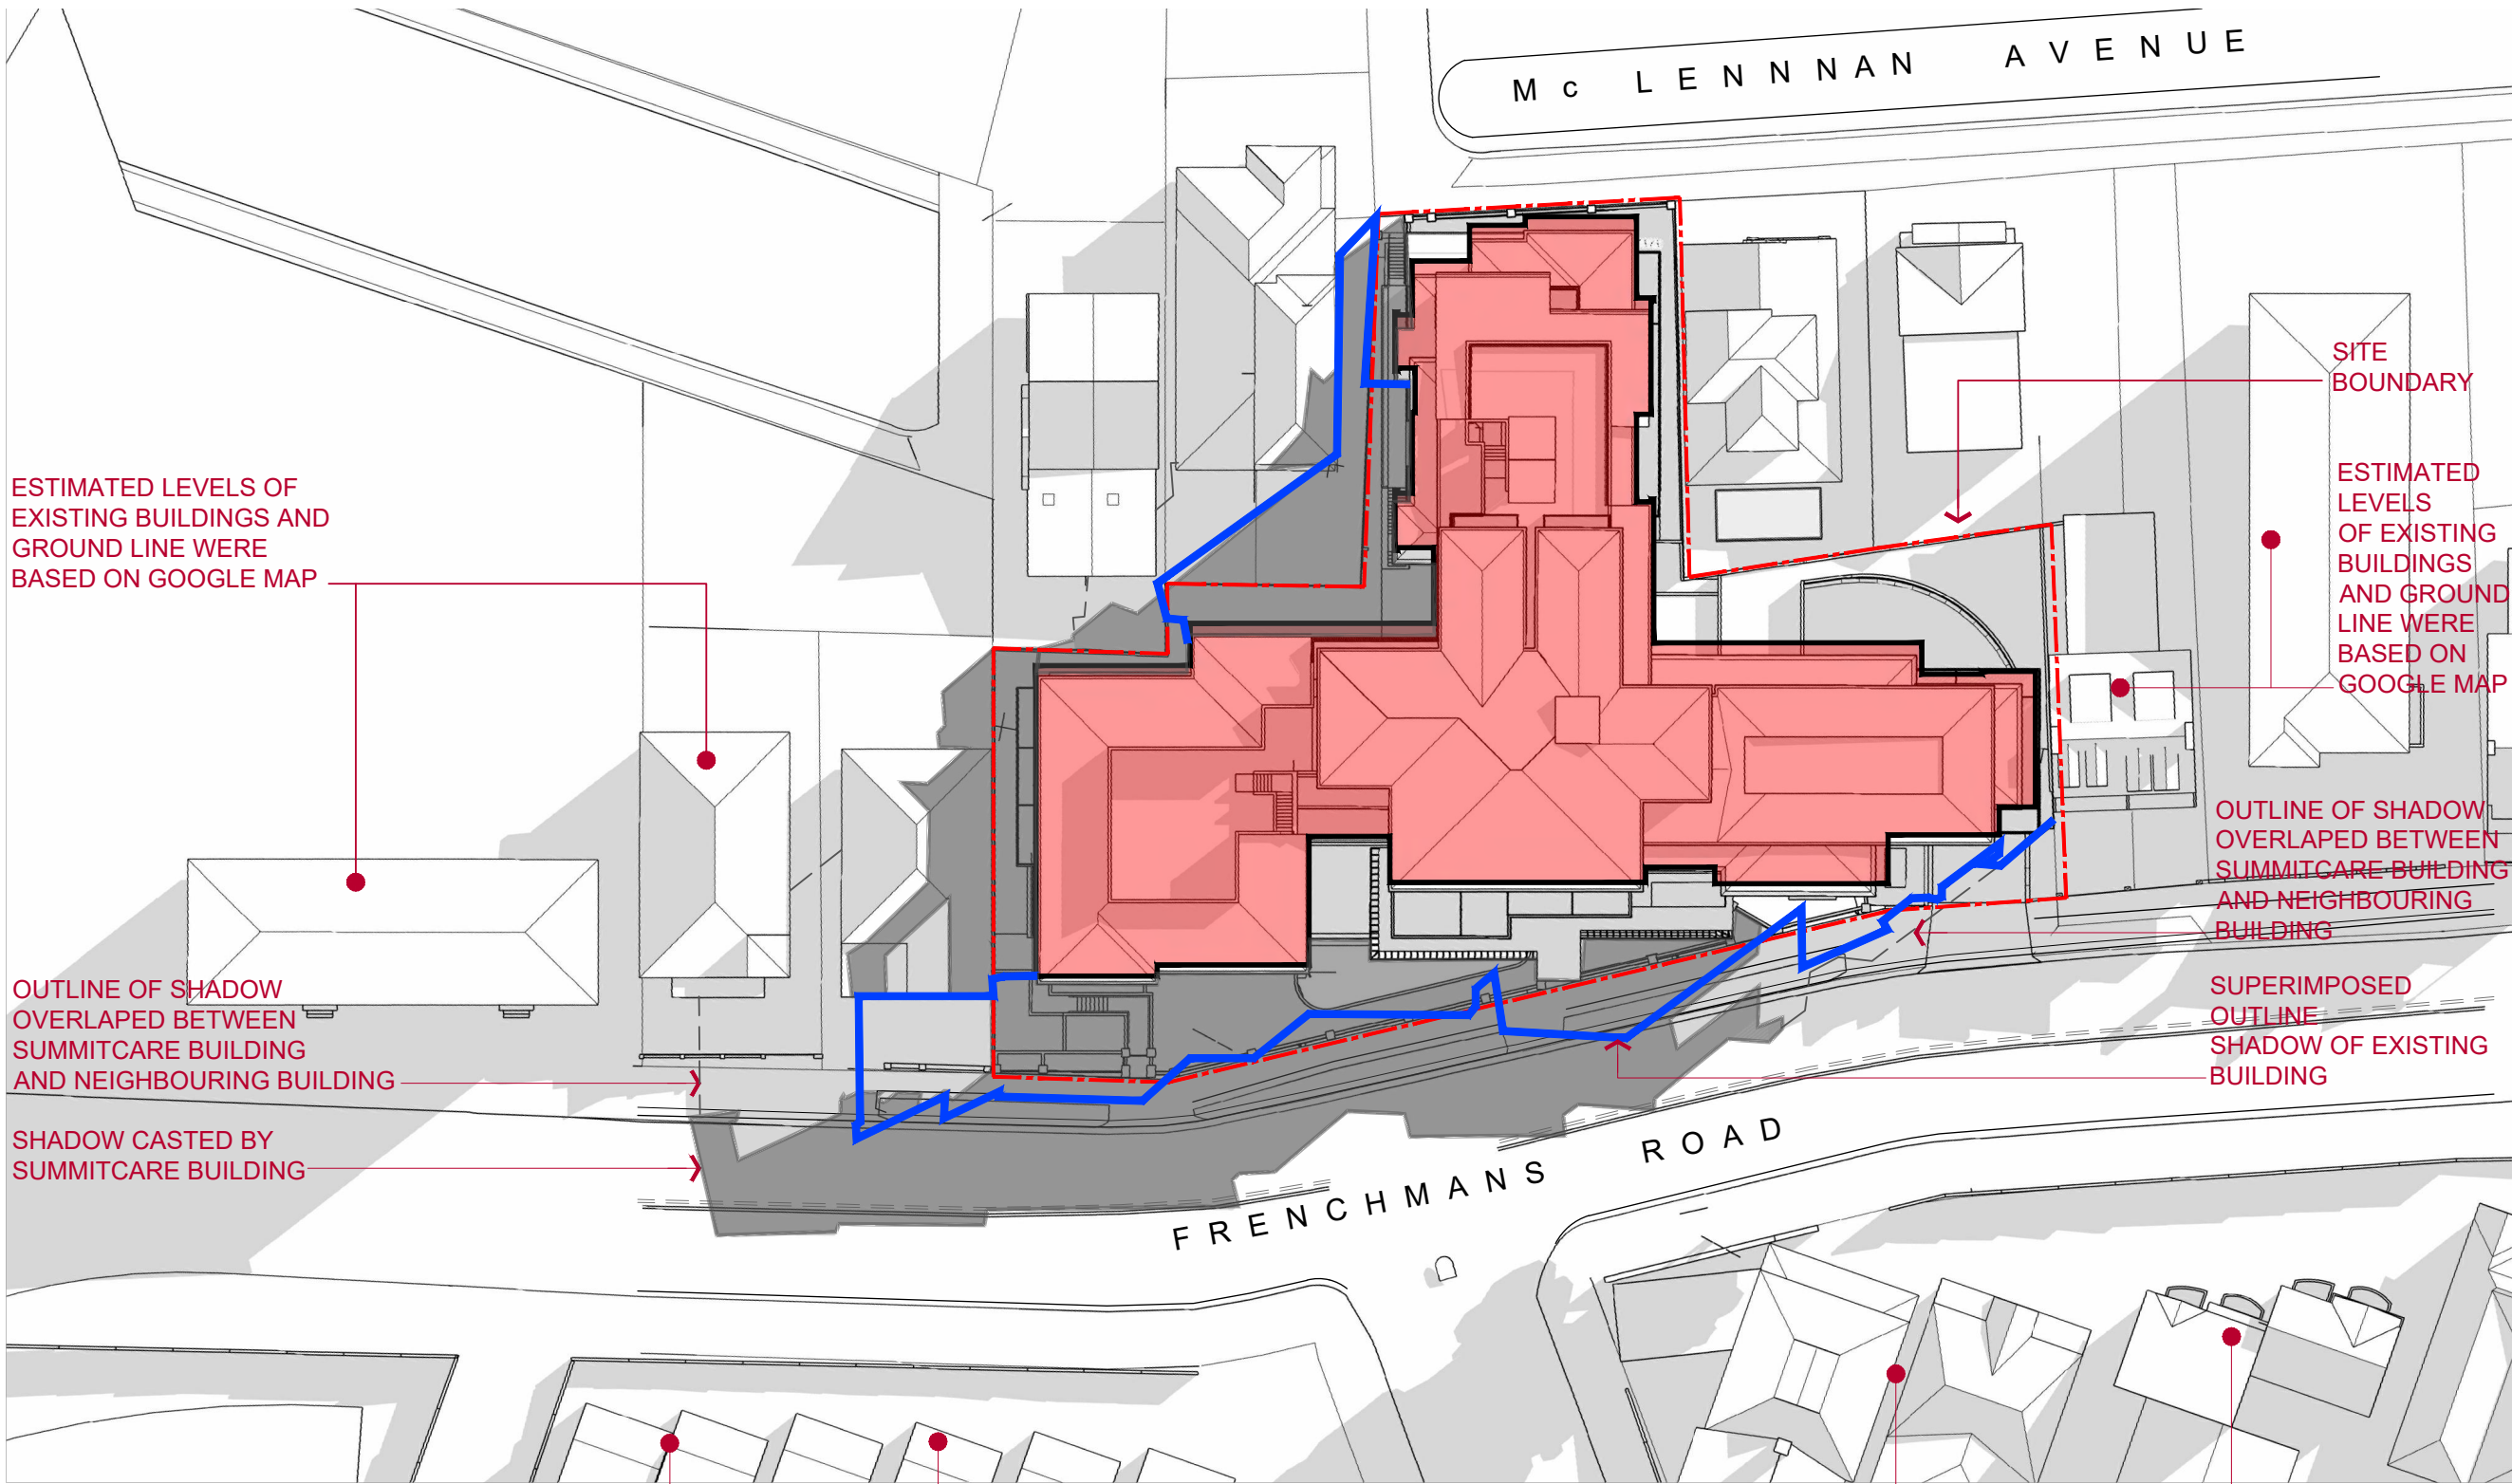 Mc LENNNAN AVENUE
SITE
BOUNDARY
ESTIMATED LEVELS OF
EXISTING BUILDINGS AND
GROUND LINE WERE
BASED ON GOOGLE MAP
ESTIMATED
LEVELS
OF EXISTING
BUILDINGS
AND GROUND
LINE WERE
BASED ON
GOOGLE MAP
OUTLINE OF SHADOW
OVERLAPED BETWEEN
SUMMITCARE BUILDING
AND NEIGHBOURING
BUILDING
OUTLINE OF SHADOW
OVERLAPED BETWEEN
SUMMITCARE BUILDING
AND NEIGHBOURING BUILDING
SUPERIMPOSED
OUTLINE
SHADOW OF EXISTING
BUILDING
SHADOW CASTED BY
SUMMITCARE BUILDING
FRENCHMANS ROAD